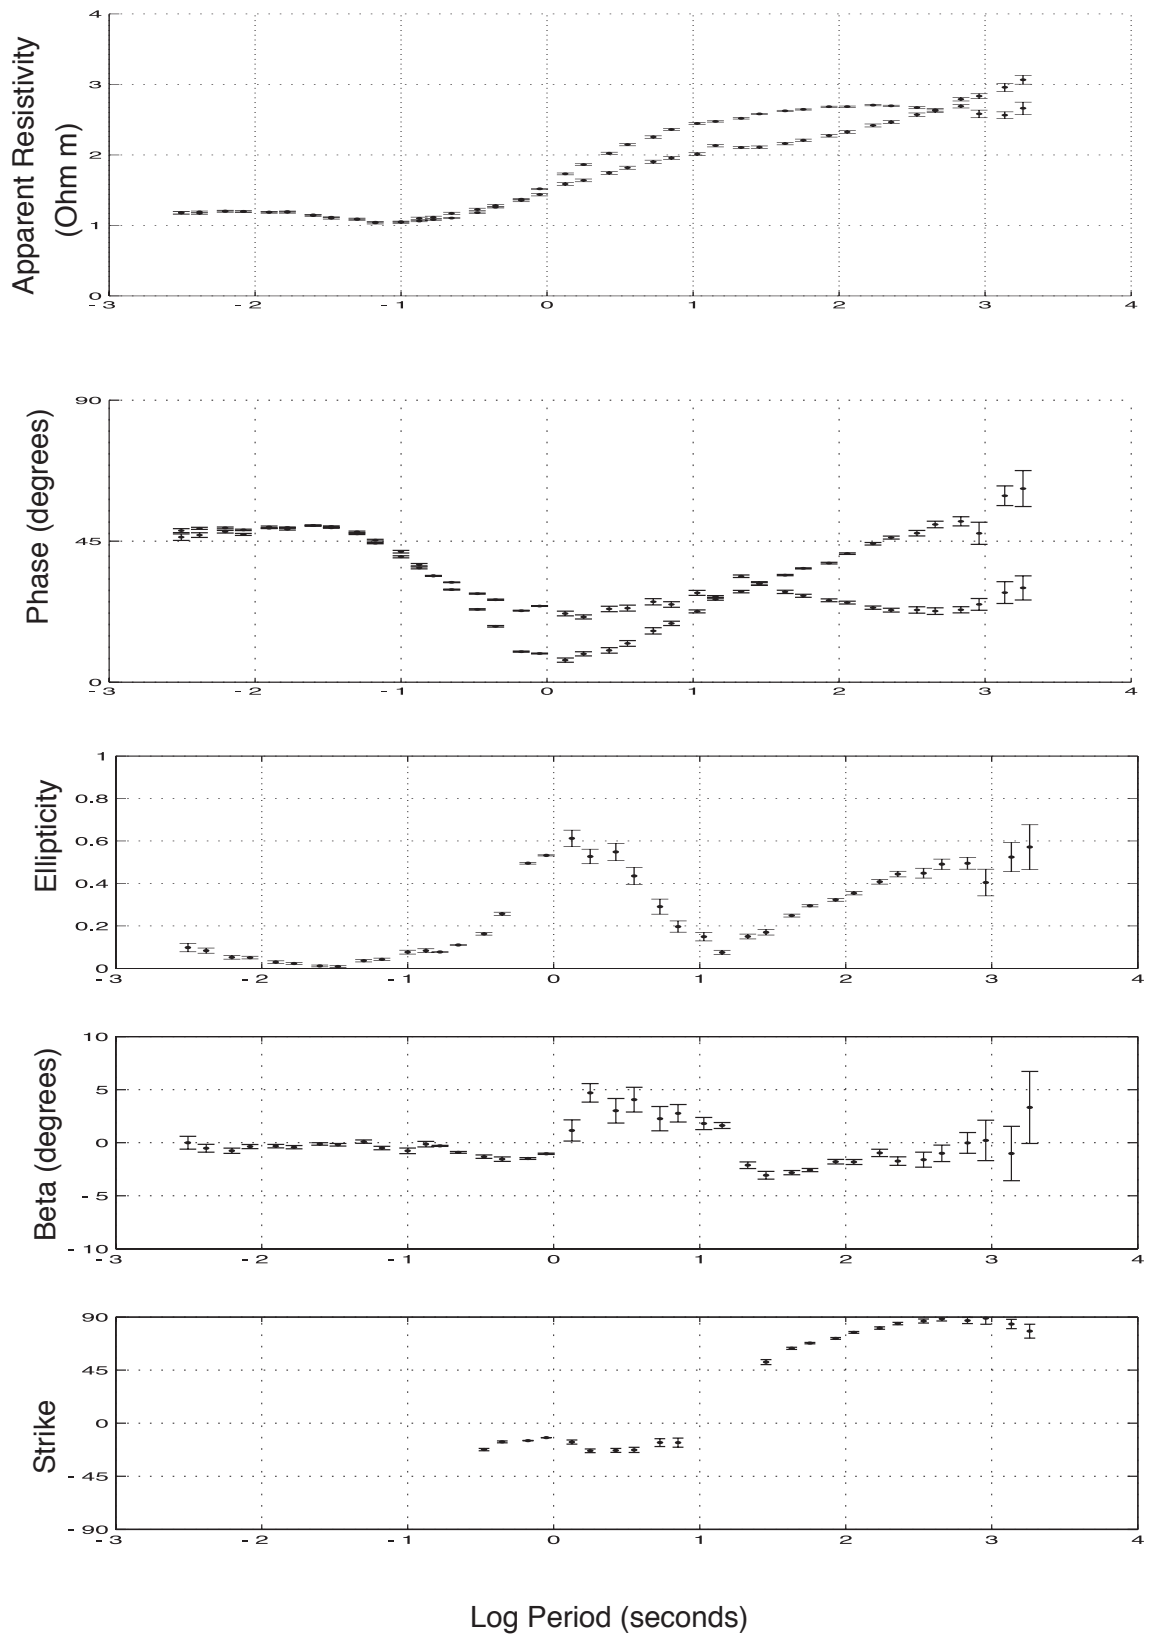 Apparent Resistivity
(Ohm m)
4
3
2
1
0
- 3 - 2 - 1 0 1 2 3 4
Phase (degrees)
90
45
0
- 3 - 2 - 1 0 1 2 3 4
Ellipticity
1
0.8
0.6
0.4
0.2
0
- 3 - 2 - 1 0 1 2 3 4
Beta (degrees)
10
5
0
- 5
- 10
- 3 - 2 - 1 0 1 2 3 4
Strike
90
45
0
- 45
- 90
- 3 - 2 - 1 0 1 2 3 4
Log Period (seconds)